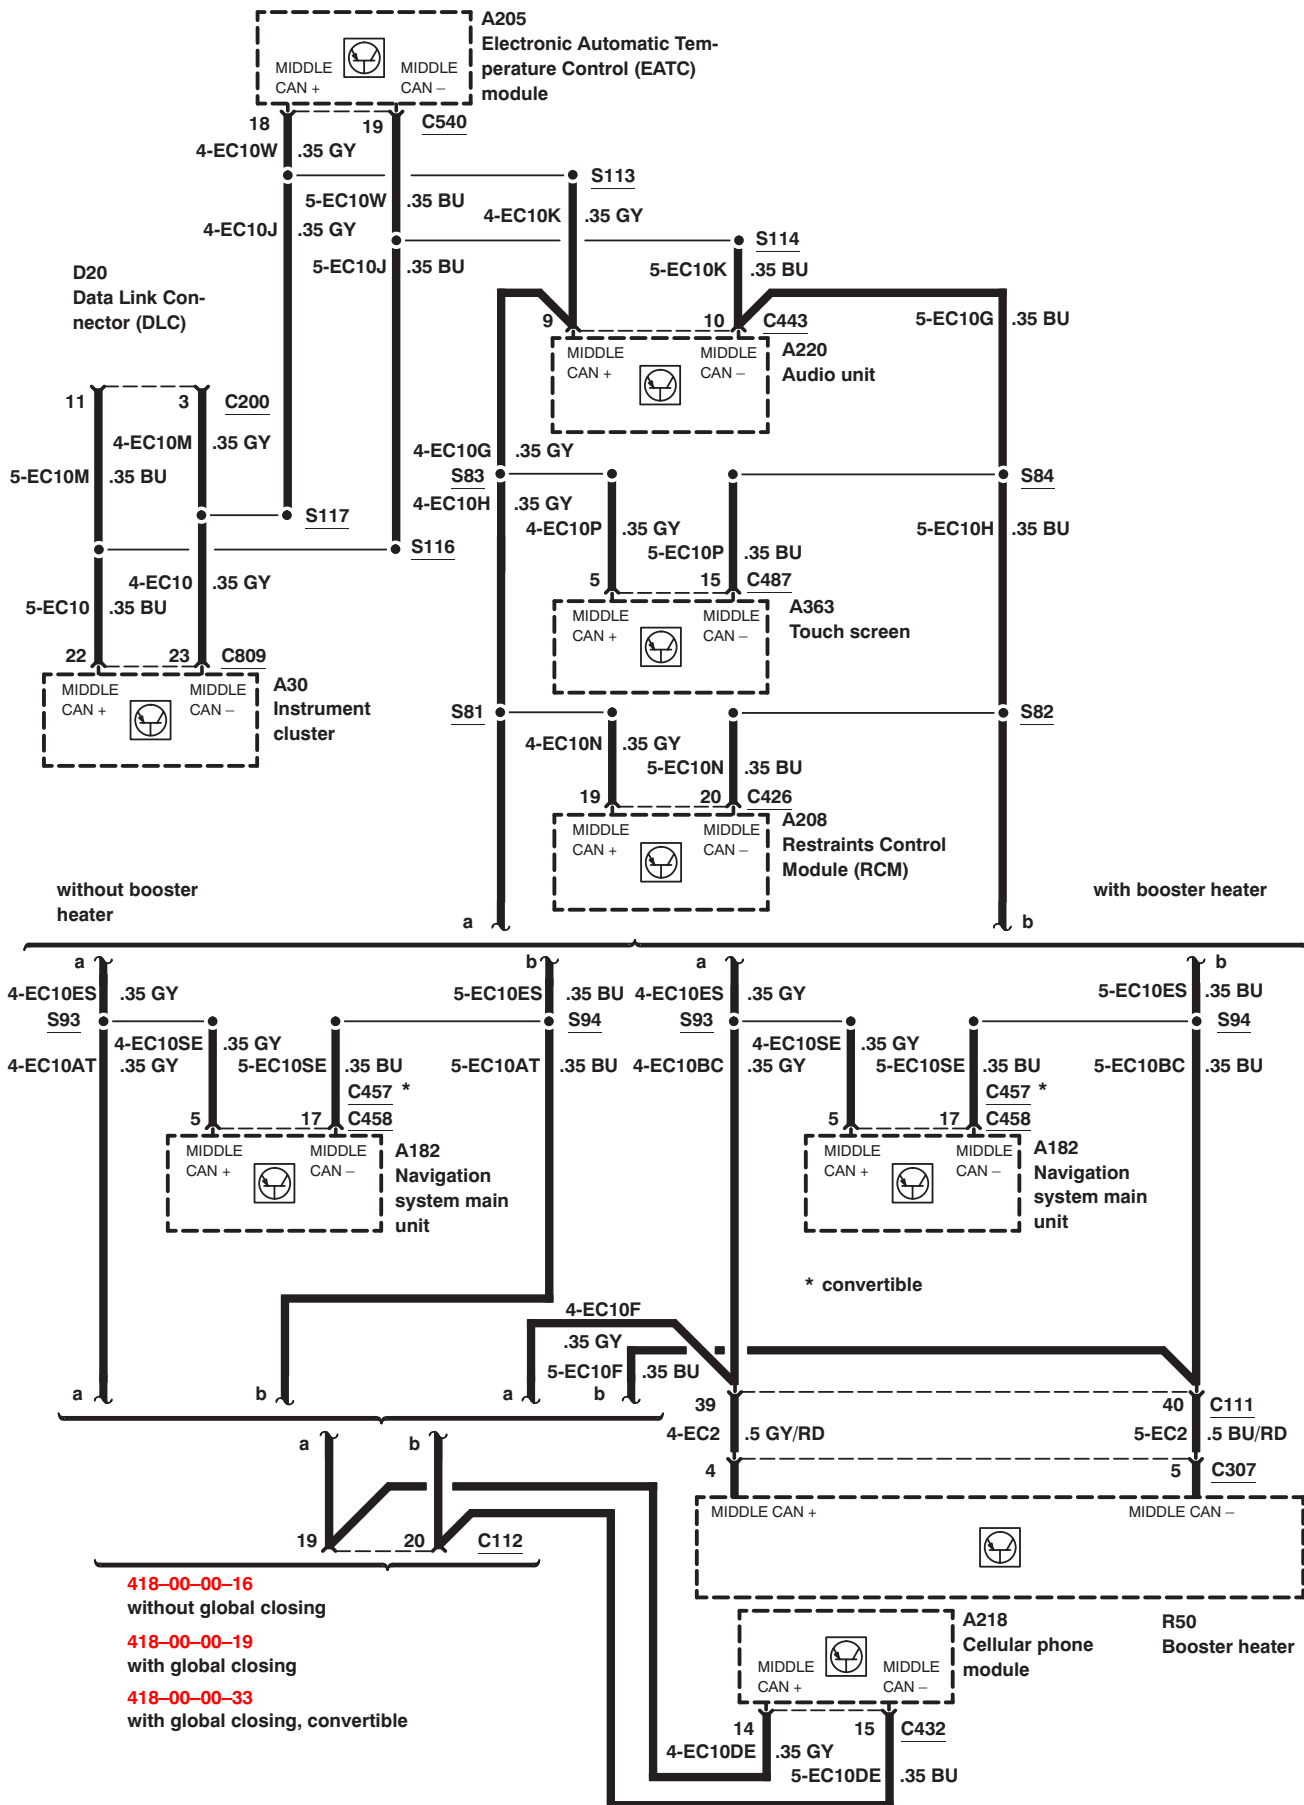 A205
Electronic Automatic Tem-
perature Control (EATC)
module
MIDDLE
CAN +
MIDDLE
CAN –
18
19
C540
4-EC10W
.35 GY
S113
5-EC10W
.35 BU
4-EC10K
.35 GY
4-EC10J
.35 GY
S114
5-EC10J
.35 BU
5-EC10K
.35 BU
D20
Data Link Con-
nector (DLC)
9
10
C443
5-EC10G
.35 BU
MIDDLE
CAN +
MIDDLE
CAN –
A220
Audio unit
11
3
C200
4-EC10M
.35 GY
5-EC10M
.35 BU
4-EC10G
.35 GY
S83
S84
4-EC10H
.35 GY
S117
4-EC10P
.35 GY
5-EC10H
.35 BU
S116
5-EC10P
.35 BU
4-EC10
.35 GY
5
15
C487
5-EC10
.35 BU
MIDDLE
CAN +
MIDDLE
CAN –
A363
Touch screen
22
23
C809
MIDDLE
CAN +
MIDDLE
CAN –
A30
Instrument
cluster
S81
S82
4-EC10N
.35 GY
5-EC10N
.35 BU
19
20
C426
MIDDLE
CAN +
MIDDLE
CAN –
A208
Restraints Control
Module (RCM)
without booster
heater
with booster heater
a
b
a
b
a
b
4-EC10ES
.35 GY
5-EC10ES
.35 BU
4-EC10ES
.35 GY
5-EC10ES
.35 BU
S93
S94
S93
S94
4-EC10SE
.35 GY
4-EC10SE
.35 GY
4-EC10AT
.35 GY
5-EC10SE
.35 BU
5-EC10AT
.35 BU
4-EC10BC
.35 GY
5-EC10SE
.35 BU
5-EC10BC
.35 BU
C457 *
C457 *
5
17
C458
5
17
C458
MIDDLE
CAN +
MIDDLE
CAN –
A182
Navigation
system main
unit
MIDDLE
CAN +
MIDDLE
CAN –
A182
Navigation
system main
unit
* convertible
4-EC10F
.35 GY
5-EC10F
.35 BU
a
b
a
b
39
40
C111
4-EC2
.5 GY/RD
5-EC2
.5 BU/RD
a
b
4
5
C307
MIDDLE CAN +
MIDDLE CAN –
19
20
C112
418–00–00–16
without global closing
418–00–00–19
with global closing
418–00–00–33
with global closing, convertible
A218
Cellular phone
module
R50
Booster heater
MIDDLE
CAN +
MIDDLE
CAN –
14
15
C432
4-EC10DE
.35 GY
5-EC10DE
.35 BU